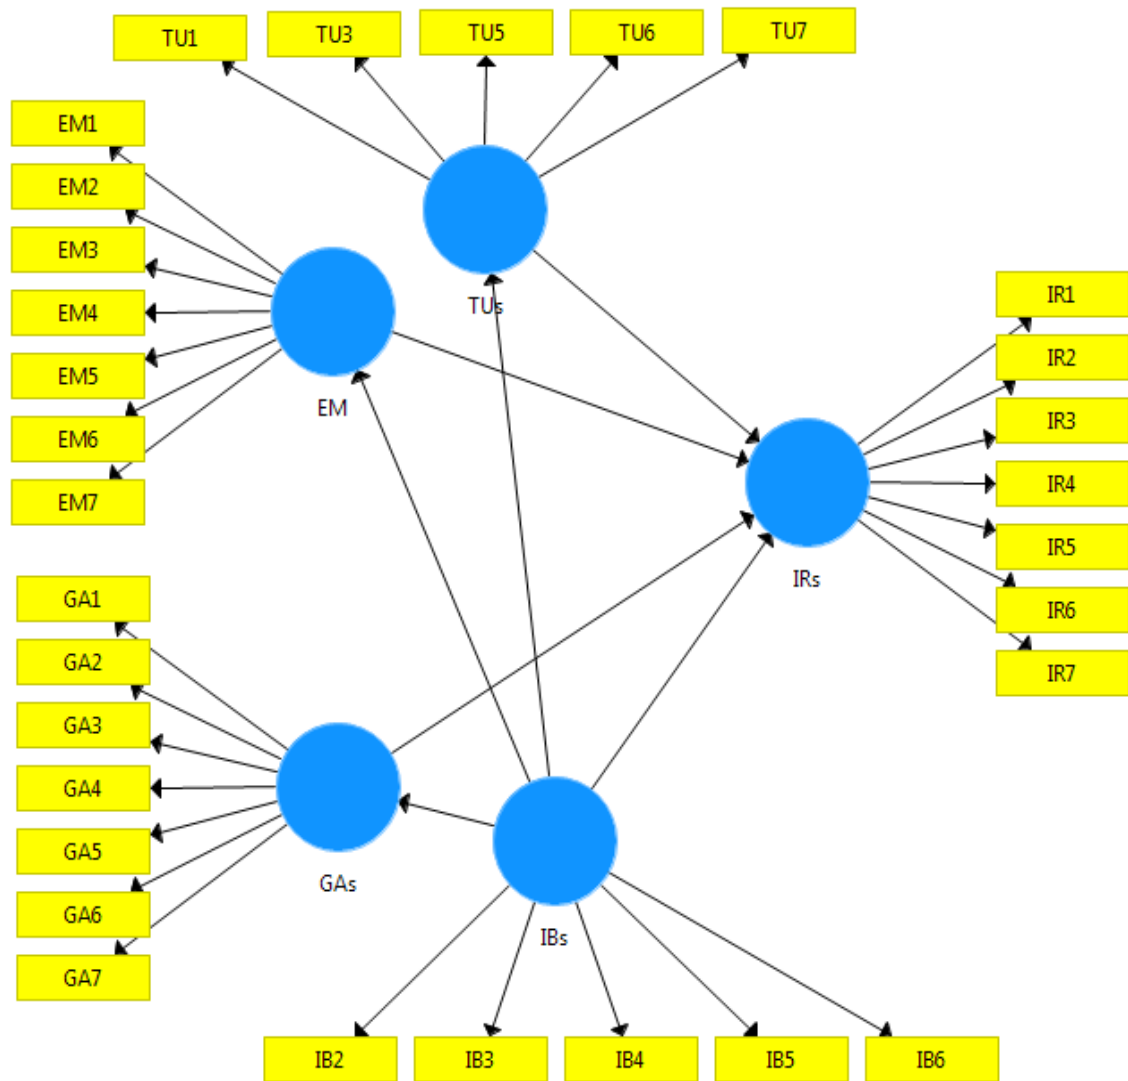 TU1
TU3
TU5
TU6
TU7
EM1
EM2
EM3
EM4
EM5
EM6
EM7
TUs
EM
IR1
IR2
IR3
IR4
IR5
IR6
IR7
IRs
GA1
GA2
GA3
GA4
GA5
GA6
GA7
GAs
IBs
IB2
IB3
IB4
IB5
IB6